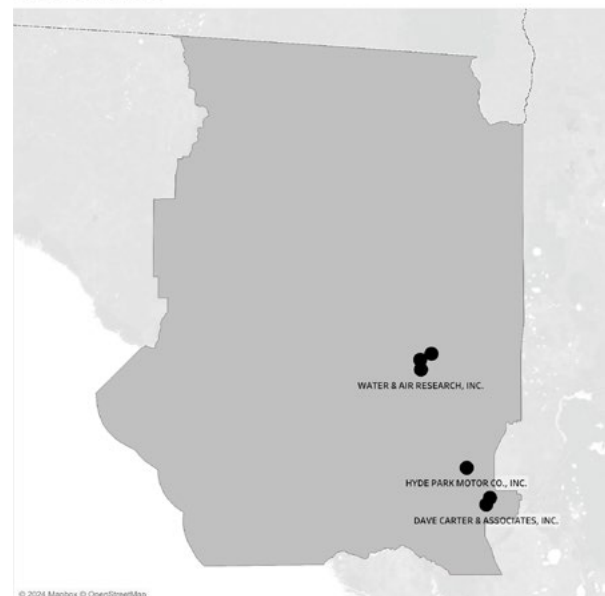 WATER & AIR RESEARCH, INC.
HYDE PARK MOTOR CO., INC.
DAVE CARTER & ASSOCIATES, INC.
© 2024 Mapbox © OpenStreetMap